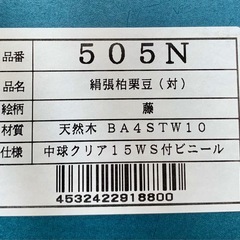 品番 505N
品名 絹張柏栗豆(対)
絵柄 藤
材質 天然木 BA4STW10
仕様 中球クリア15WS付ビニール
4532422918800